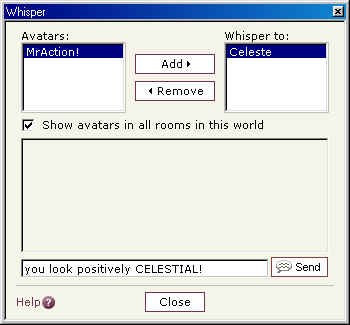 Whisper
Avatars:
Whisper to:
MrAction!
Celeste
Add
Remove
Show avatars in all rooms in this world
you look positively CELESTIAL!
Send
Help ?
Close